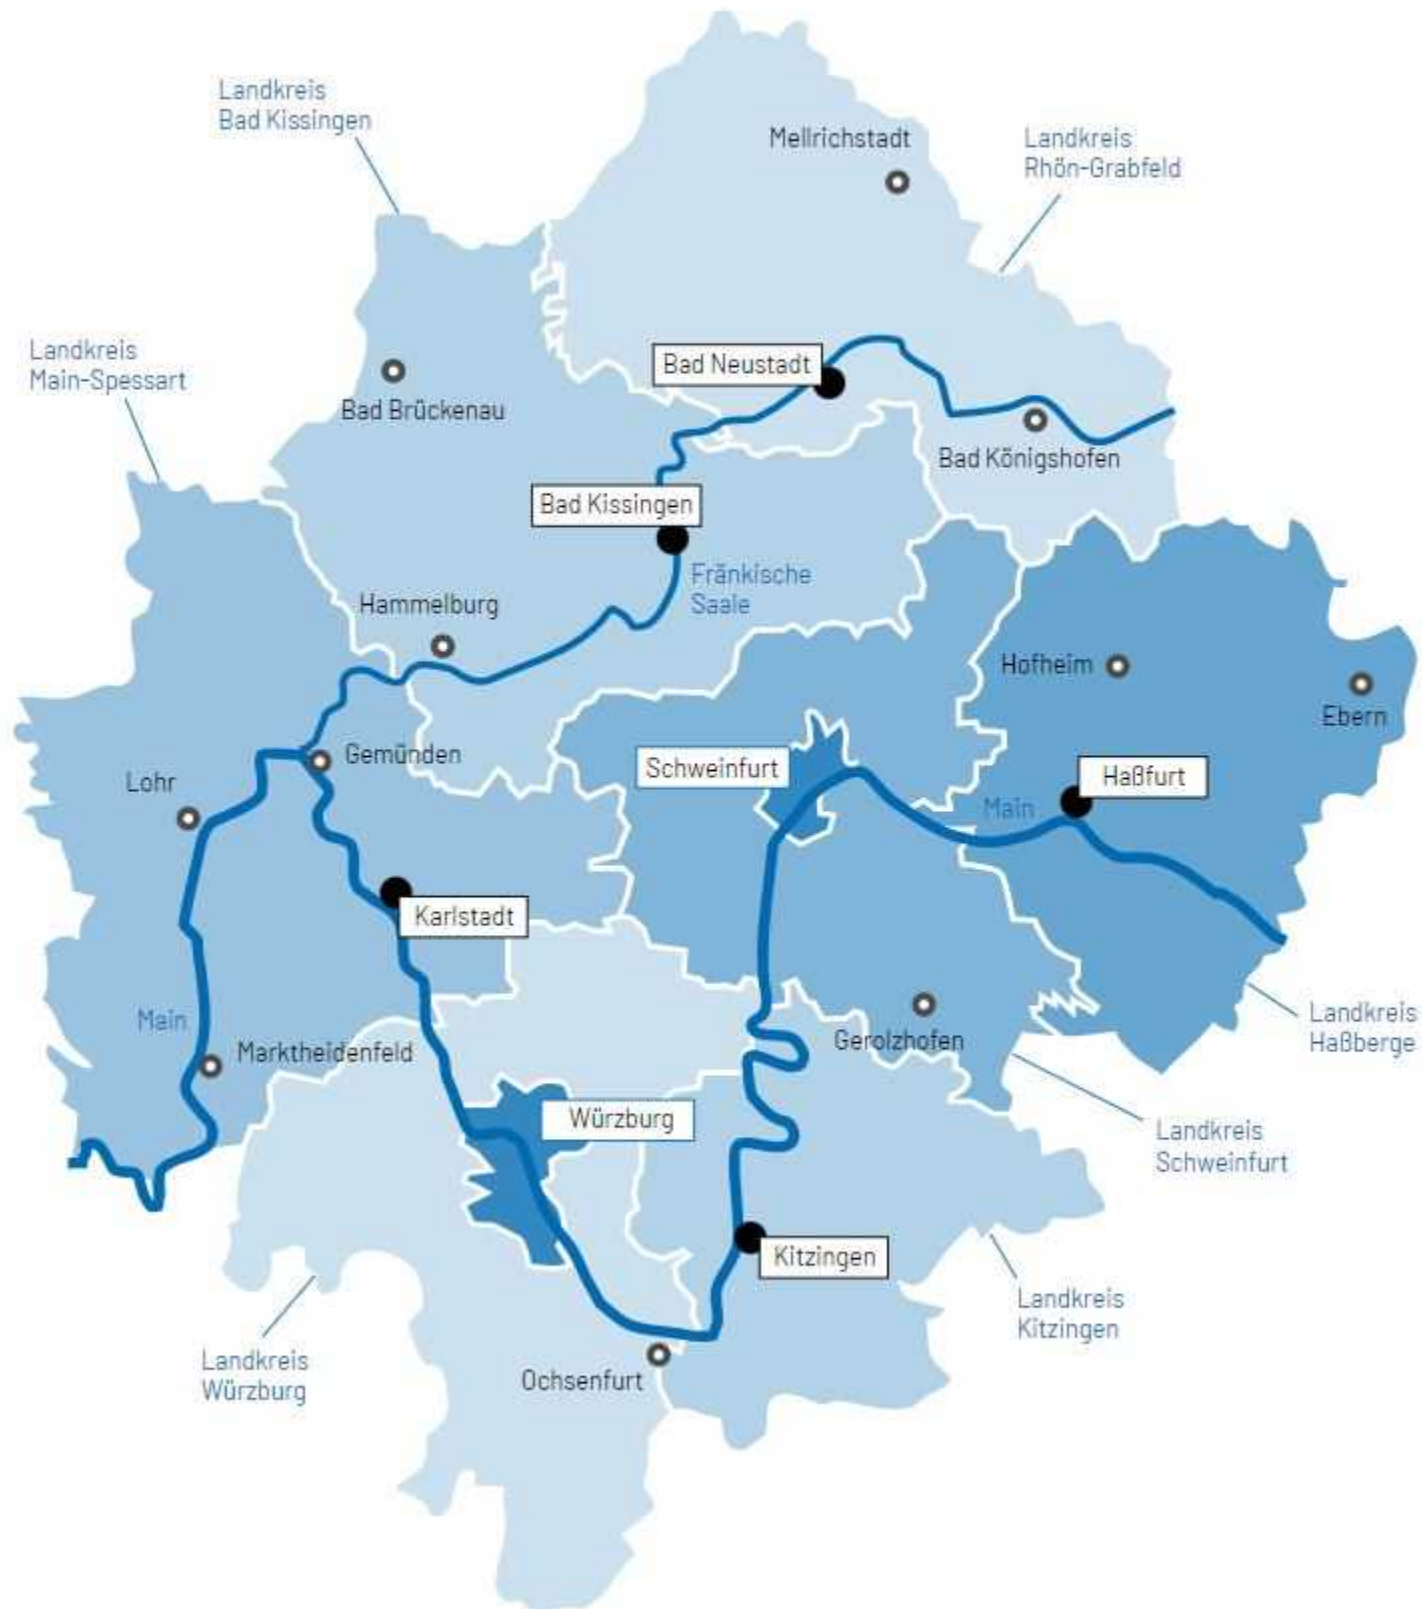 Landkreis
Bad Kissingen
Mellrichstadt
Landkreis
Rhön-Grabfeld
Landkreis
Main-Spessart
Bad Neustadt
Bad Brückenau
Bad Königshofen
Bad Kissingen
Fränkische
Saale
Hammelburg
Hofheim
Ebern
Gemünden
Schweinfurt
Haßfurt
Lohr
Main
Karlstadt
Main
Marktheidenfeld
Gerolzhofen
Landkreis
Haßberge
Würzburg
Landkreis
Schweinfurt
Kitzingen
Landkreis
Kitzingen
Landkreis
Würzburg
Ochsenfurt